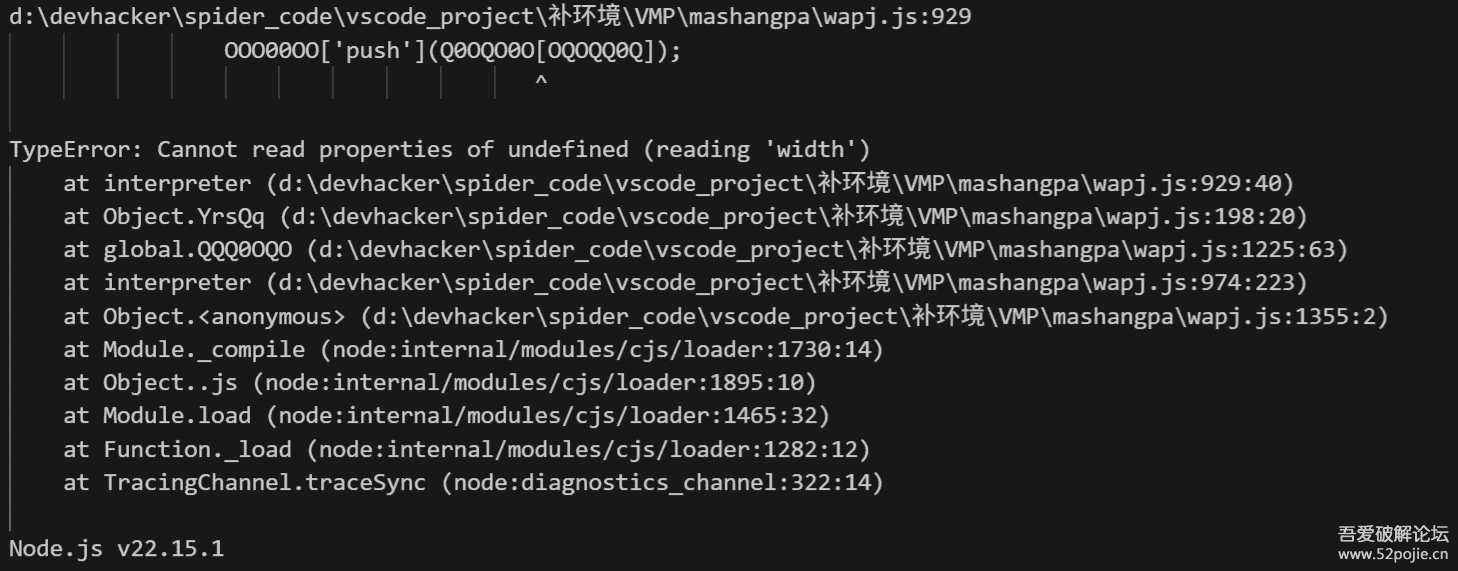 d:\devhacker\spider_code\vscode_project\补环境\VMP\mashangpa\wapj.js:929
OOO00OO['push'](Q0OQO0O[OQOQQ0Q]);
^
TypeError: Cannot read properties of undefined (reading 'width')
at interpreter (d:\devhacker\spider_code\vscode_project\补环境\VMP\mashangpa\wapj.js:929:40)
at Object.YrsQq (d:\devhacker\spider_code\vscode_project\补环境\VMP\mashangpa\wapj.js:198:20)
at global.QQQ0OQO (d:\devhacker\spider_code\vscode_project\补环境\VMP\mashangpa\wapj.js:1225:63)
at interpreter (d:\devhacker\spider_code\vscode_project\补环境\VMP\mashangpa\wapj.js:974:223)
at Object.<anonymous> (d:\devhacker\spider_code\vscode_project\补环境\VMP\mashangpa\wapj.js:1355:2)
at Module._compile (node:internal/modules/cjs/loader:1730:14)
at Object..js (node:internal/modules/cjs/loader:1895:10)
at Module.load (node:internal/modules/cjs/loader:1465:32)
at Function._load (node:internal/modules/cjs/loader:1282:12)
at TracingChannel.traceSync (node:diagnostics_channel:322:14)
Node.js v22.15.1
吾爱破解论坛
www.52pojie.cn